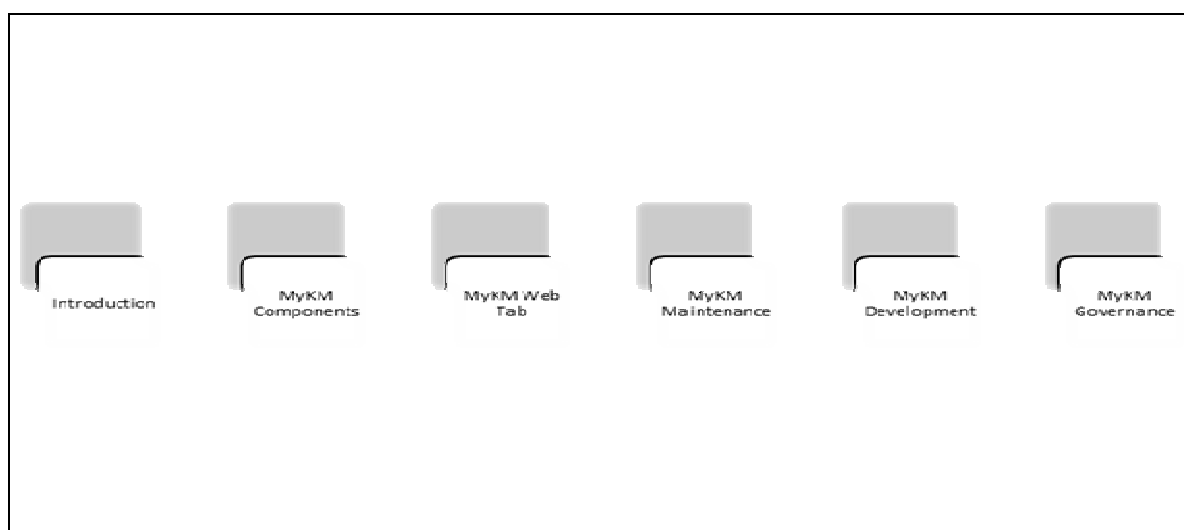 Introduction
MyKM
Components
MyKM Web
Tab
MyKM
Maintenance
MyKM
Development
MyKM
Governance